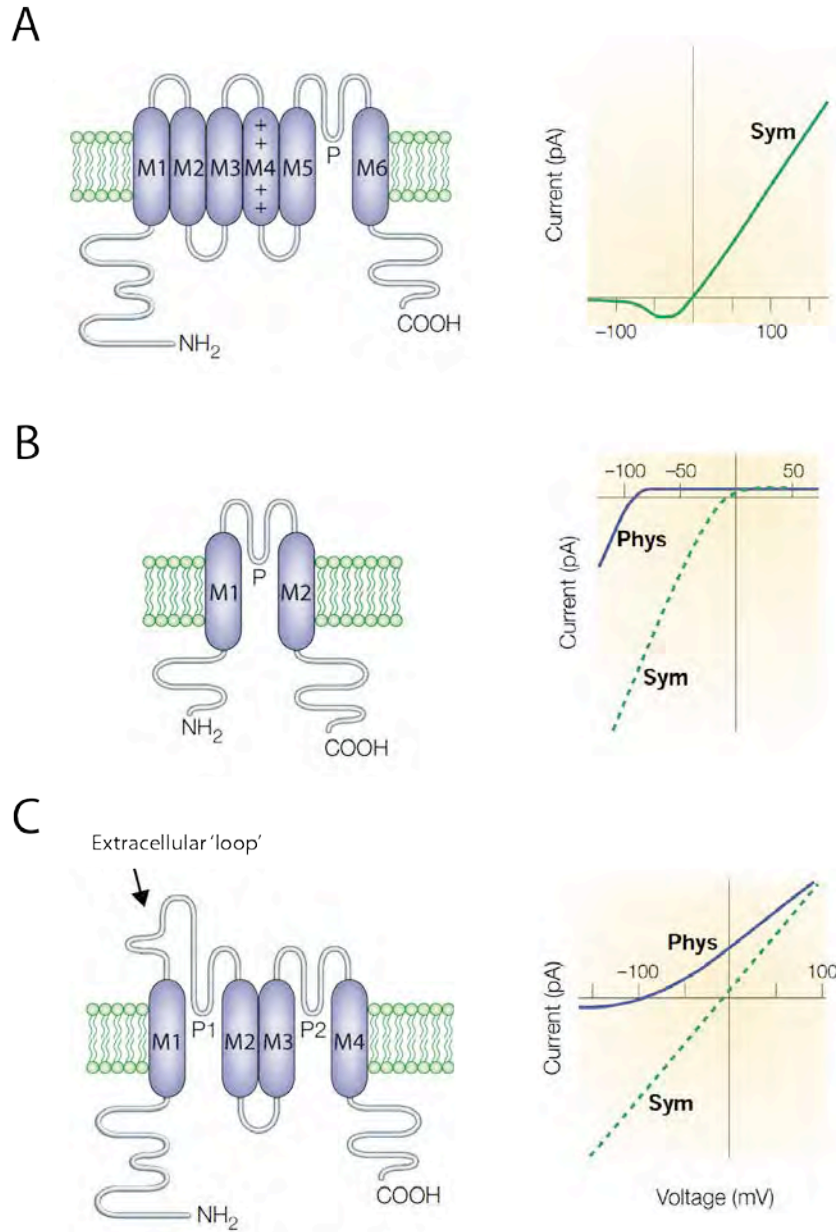 A
M1 M2 M3 M4 M5 P M6
+
+
+
+
NH2
COOH
Current (pA)
Sym
−100
100
B
M1 P M2
NH2
COOH
Current (pA)
−100 −50 0 50
Phys
Sym
C
Extracellular 'loop'
M1 P1 M2 M3 P2 M4
NH2
COOH
Current (pA)
Phys
−100 0 100
Sym
Voltage (mV)